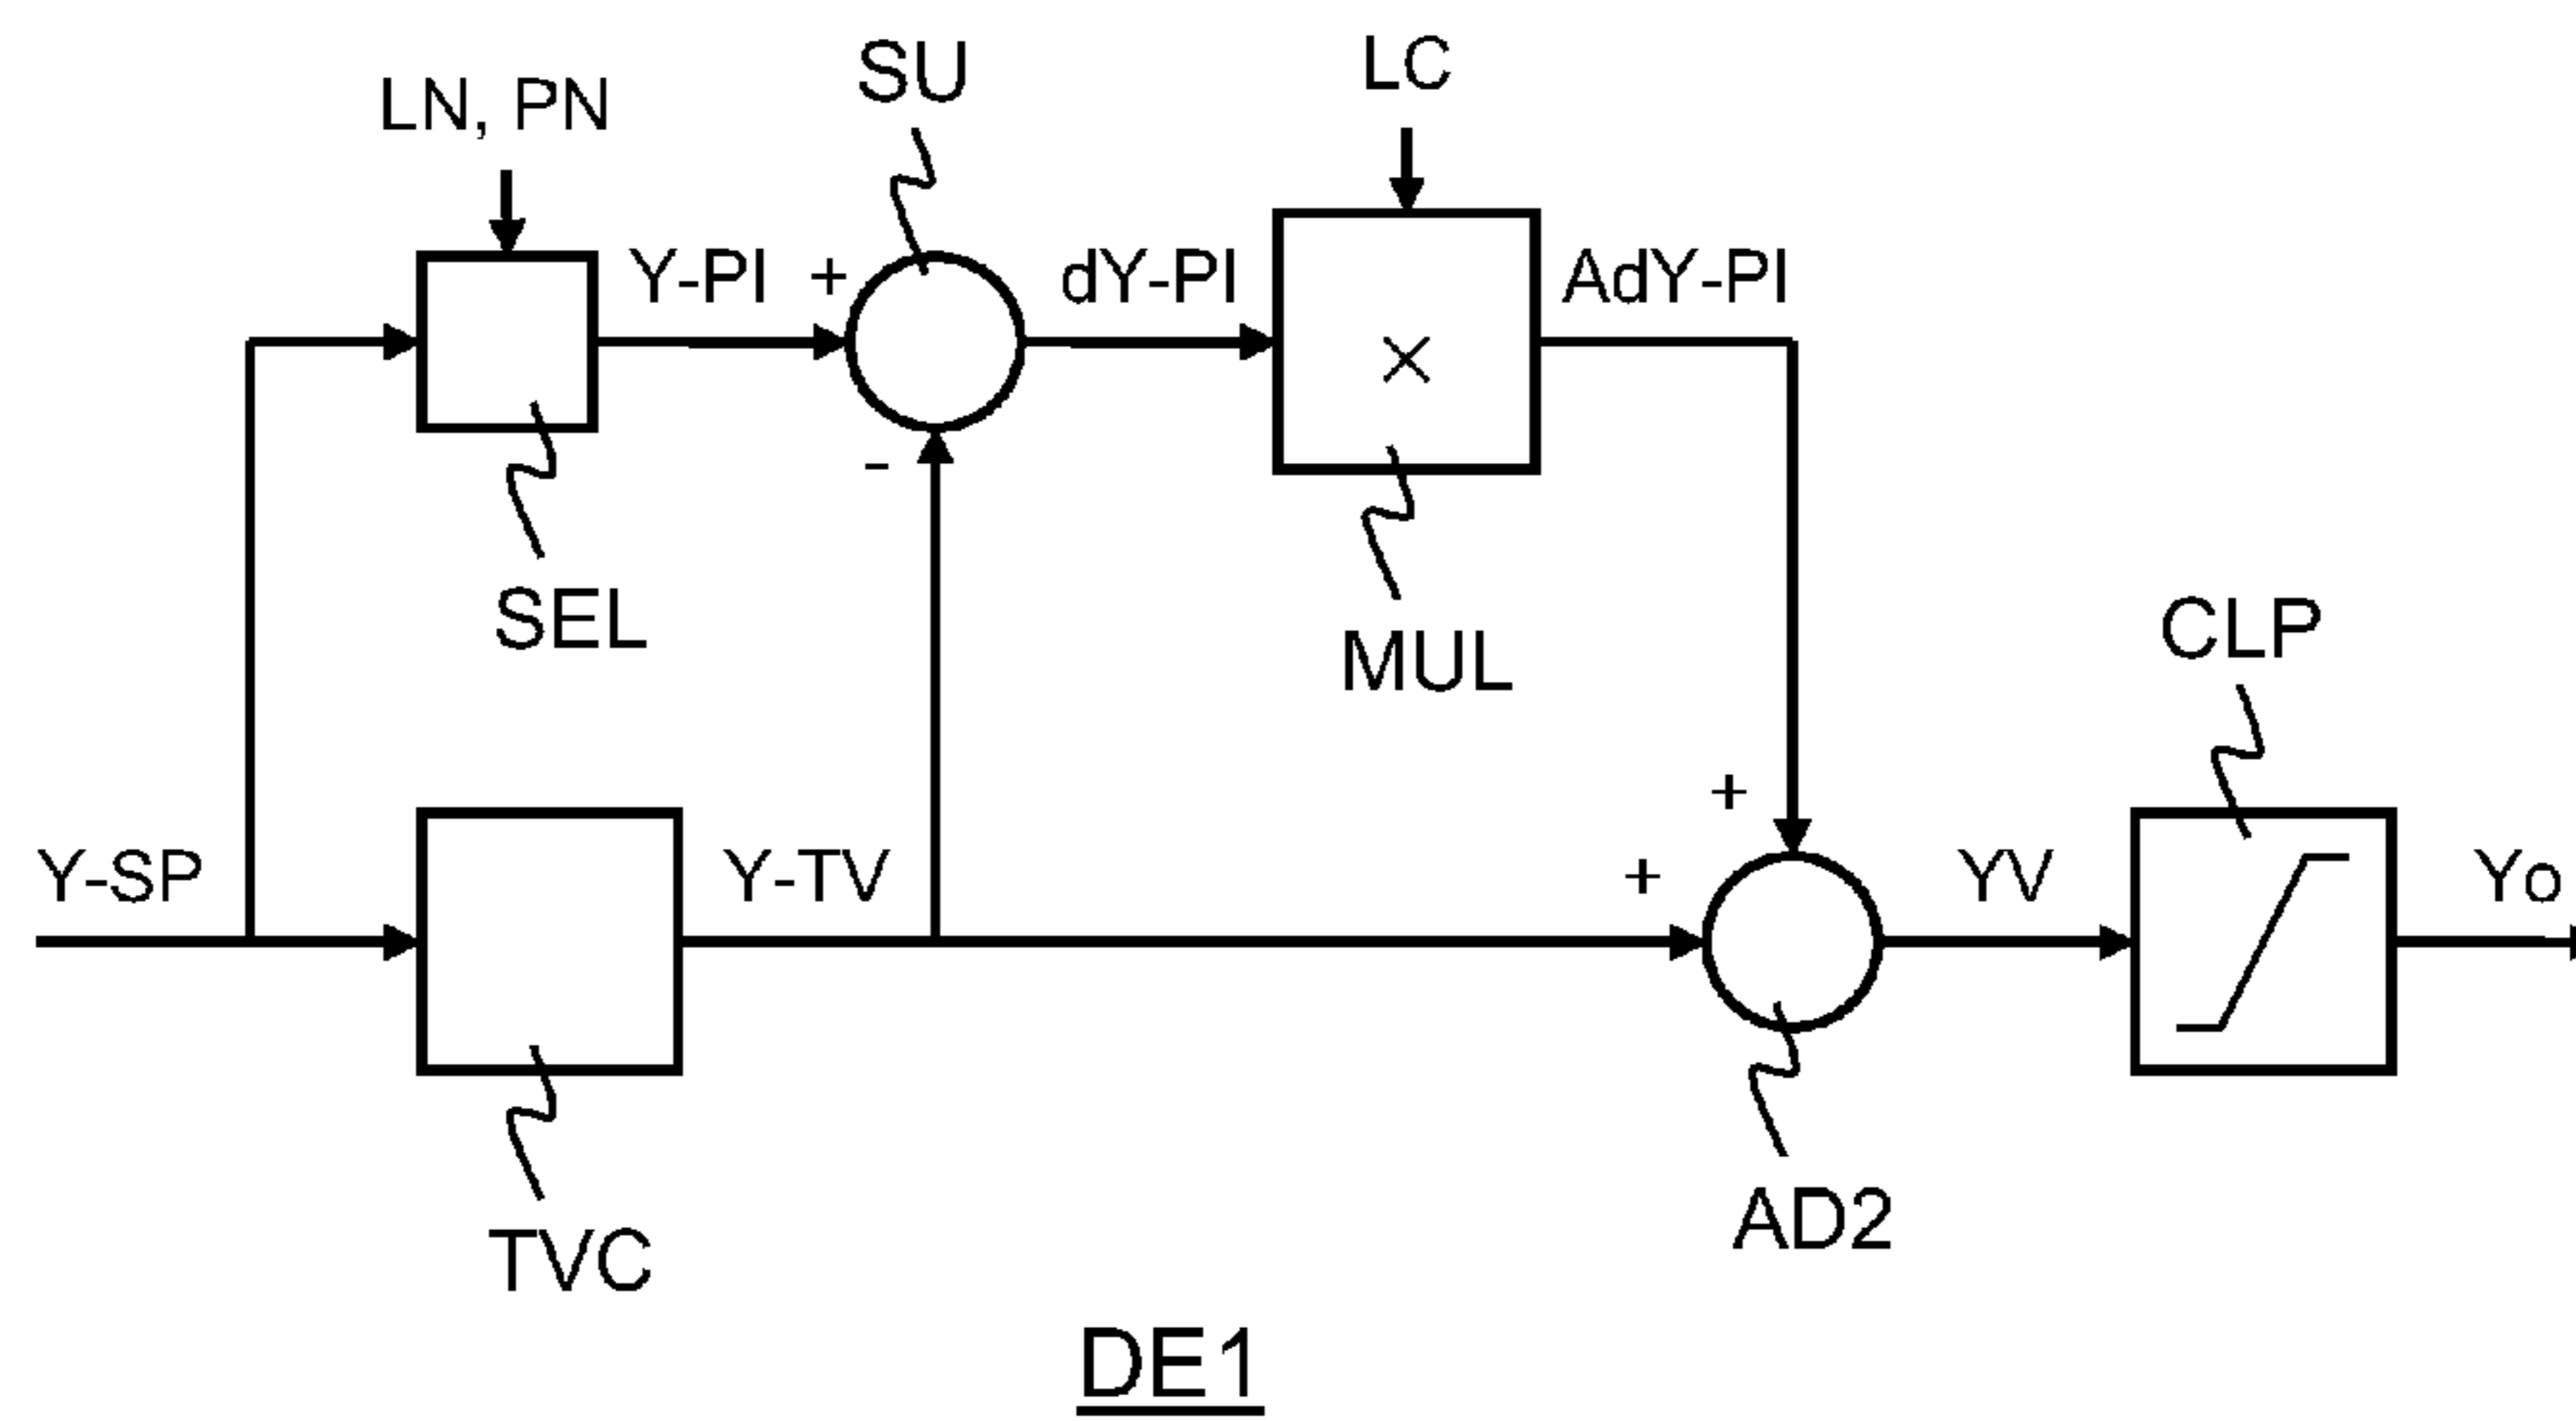 SU
LC
LN, PN
Y-PI
+
dY-PI
AdY-PI
×
-
SEL
MUL
CLP
+
Y-SP
Y-TV
+
YV
Yo
TVC
AD2
DE1